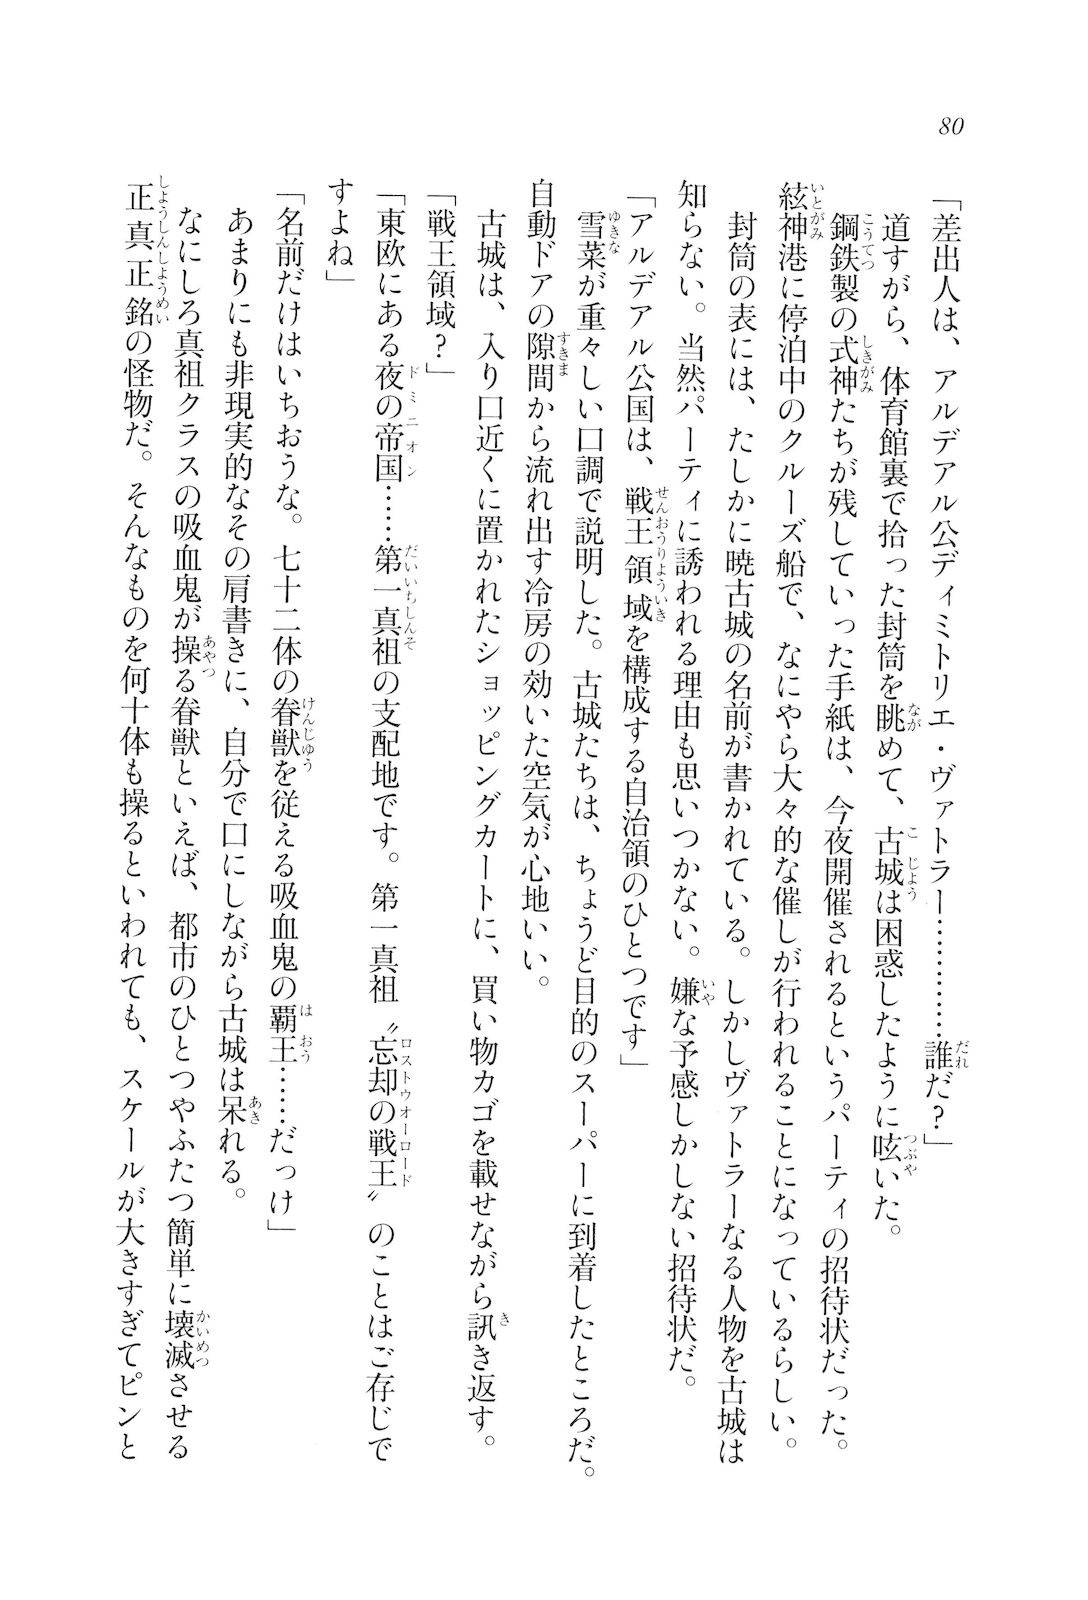 80
「差出人は、アルデアル公ディミトリエ・ヴァトラー…………誰だ？」
道すがら、体育館裏で拾った封筒を眺めて、古城は困惑したように呟いた。
鋼鉄製の式神たちが残していった手紙は、今夜開催されるというパーティの招待状だった。
絃神港に停泊中のクルーズ船で、なにやら大々的な催しが行われることになっているらしい。
封筒の表には、たしかに暁古城の名前が書かれている。しかしヴァトラーなる人物を古城は
知らない。当然パーティに誘われる理由も思いつかない。嫌な予感しかしない招待状だ。
「アルデアル公国は、戦王領域を構成する自治領のひとつです」
雪菜が重々しい口調で説明した。古城たちは、ちょうど目的のスーパーに到着したところだ。
自動ドアの隙間から流れ出す冷房の効いた空気が心地いい。
古城は、入り口近くに置かれたショッピングカートに、買い物カゴを載せながら訊き返す。
「戦王領域？」
「東欧にある夜の帝国……第一真祖の支配地です。第一真祖〝忘却の戦王〟のことはご存じで
すよね」
「名前だけはいちおうな。七十二体の眷獣を従える吸血鬼の覇王……だっけ」
あまりにも非現実的なその肩書きに、自分で口にしながら古城は呆れる。
なにしろ真祖クラスの吸血鬼が操る眷獣といえば、都市のひとつやふたつ簡単に壊滅させる
正真正銘の怪物だ。そんなものを何十体も操るといわれても、スケールが大きすぎてピンと